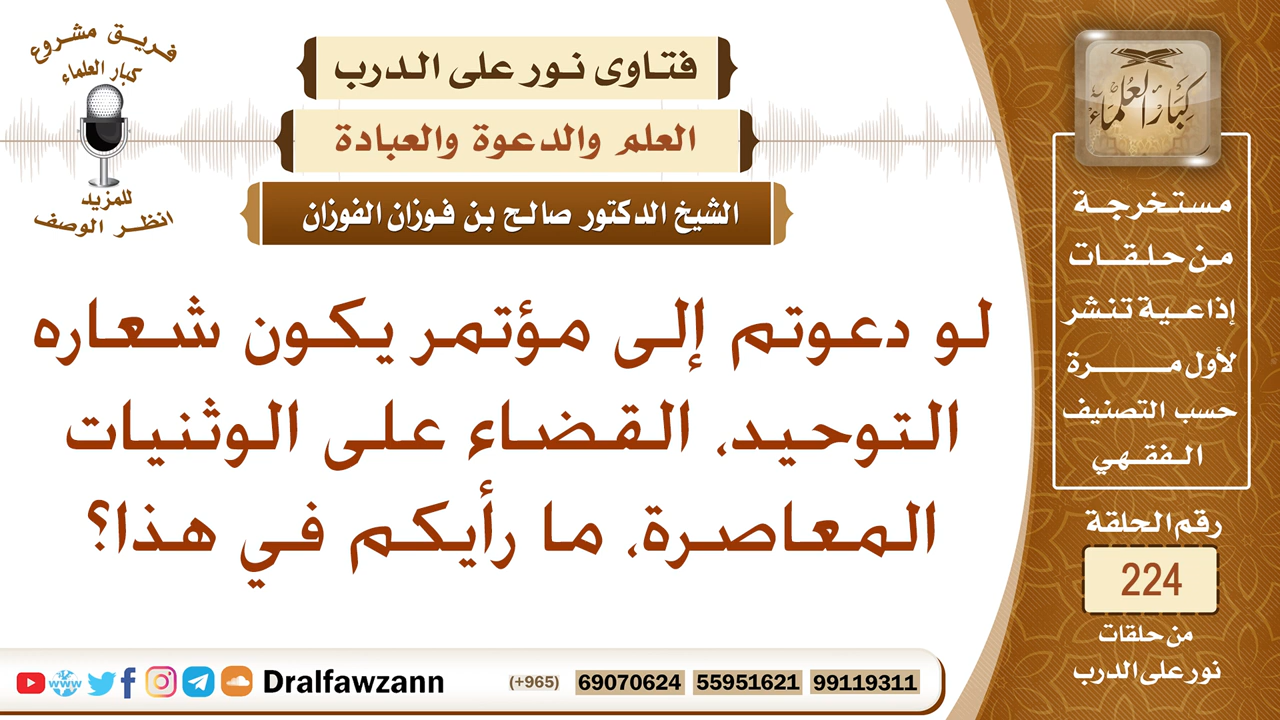 فريق مشروع
كبار العلماء
للمزيد
انظر الوصف
فتاوى نور على الدرب
العلم والدعوة والعبادة
الشيخ الدكتور صالح بن فوزان الفوزان
لو دعوتم إلى مؤتمر يكون شعاره
التوحيد، القضاء على الوثنيات
المعاصرة، ما رأيكم في هذا؟
كبار العلماء
مستخرجة
من حلقات
إذاعية تنشر
لأول مرة
حسب التصنيف
الفقهي
رقم الحلقة
224
من حلقات
نور على الدرب
www
Dralfawzann
(+965) 69070624 55951621 99119311